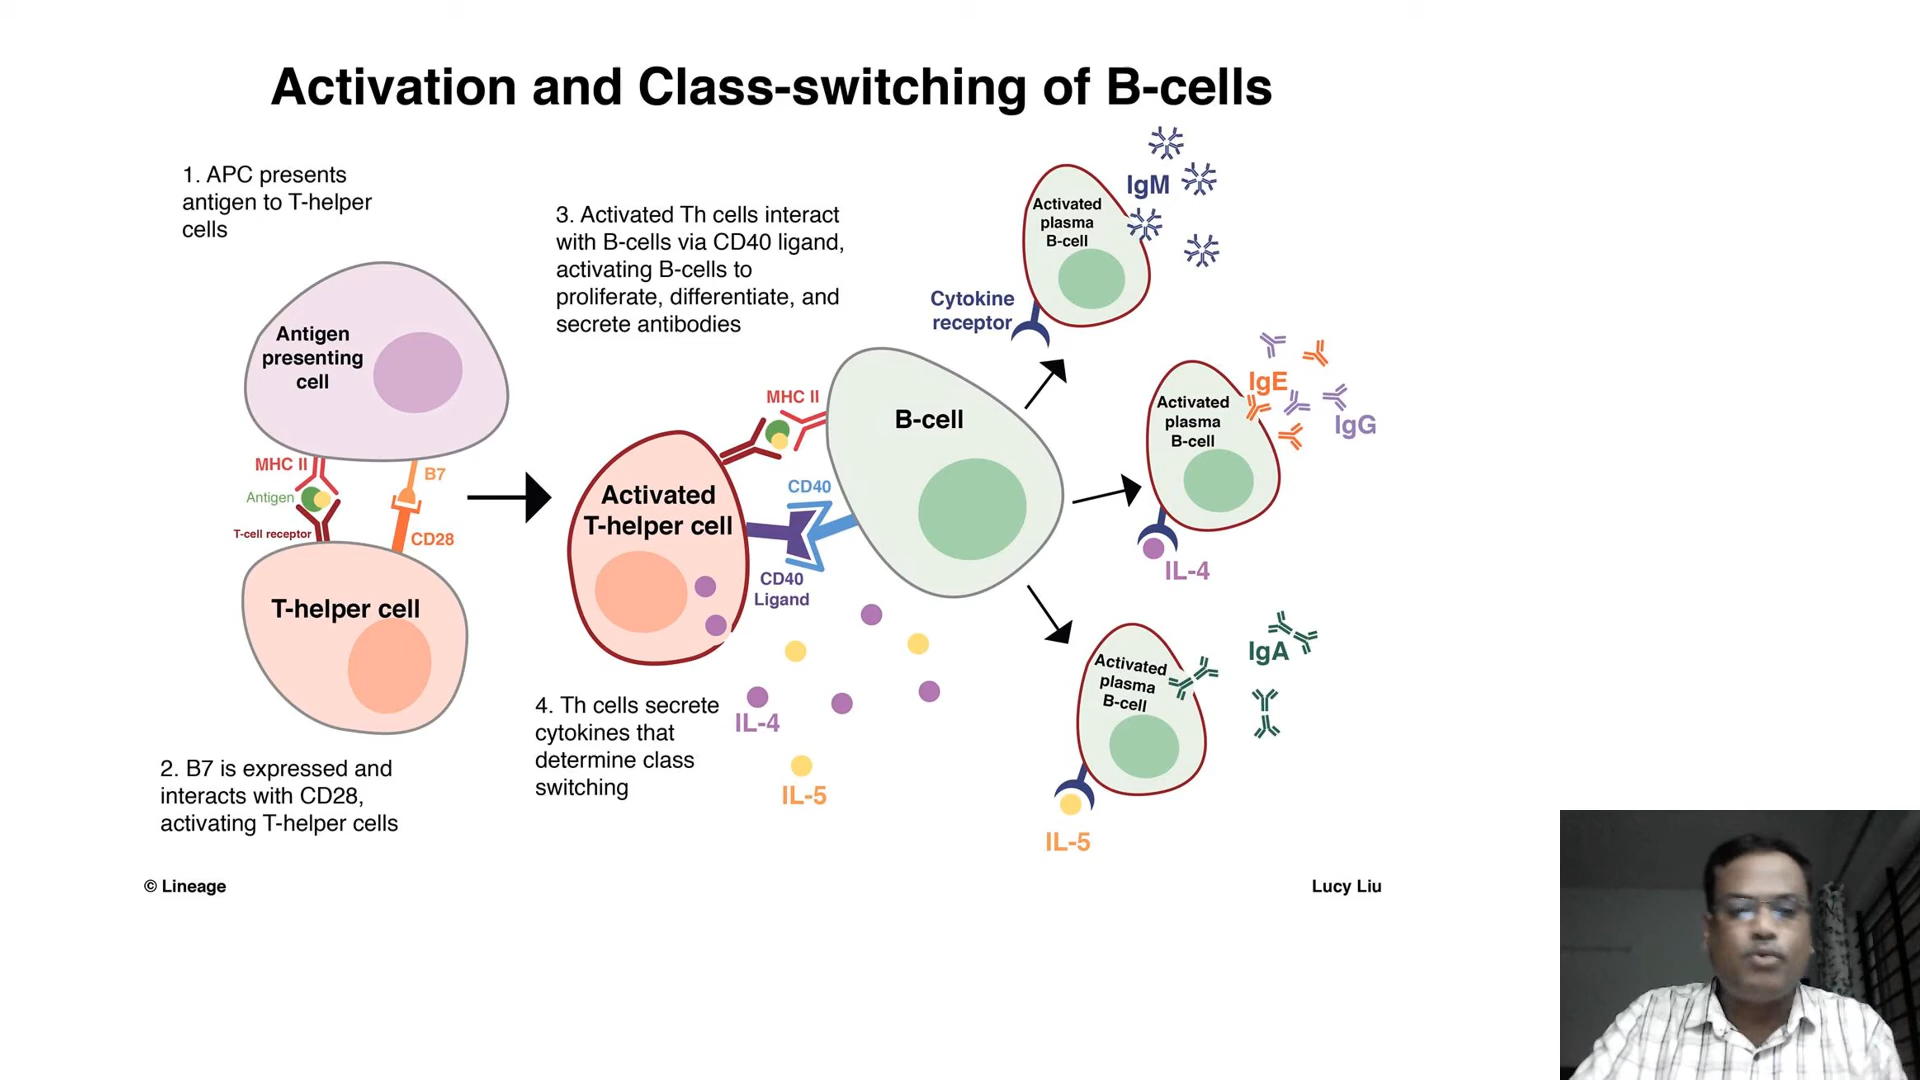 Activation and Class-switching of B-cells
1. APC presents
antigen to T-helper
cells
Antigen
presenting
cell
MHC II
Antigen
T-cell receptor
B7
CD28
T-helper cell
2. B7 is expressed and
interacts with CD28,
activating T-helper cells
3. Activated Th cells interact
with B-cells via CD40 ligand,
activating B-cells to
proliferate, differentiate, and
secrete antibodies
MHC II
B-cell
Activated
T-helper cell
CD40
CD40
Ligand
4. Th cells secrete
cytokines that
determine class
switching
IL-4
IL-5
Cytokine
receptor
Activated
plasma
B-cell
IgM
Activated
plasma
B-cell
IgE
IgG
IL-4
Activated
plasma
B-cell
IgA
IL-5
© Lineage
Lucy Liu